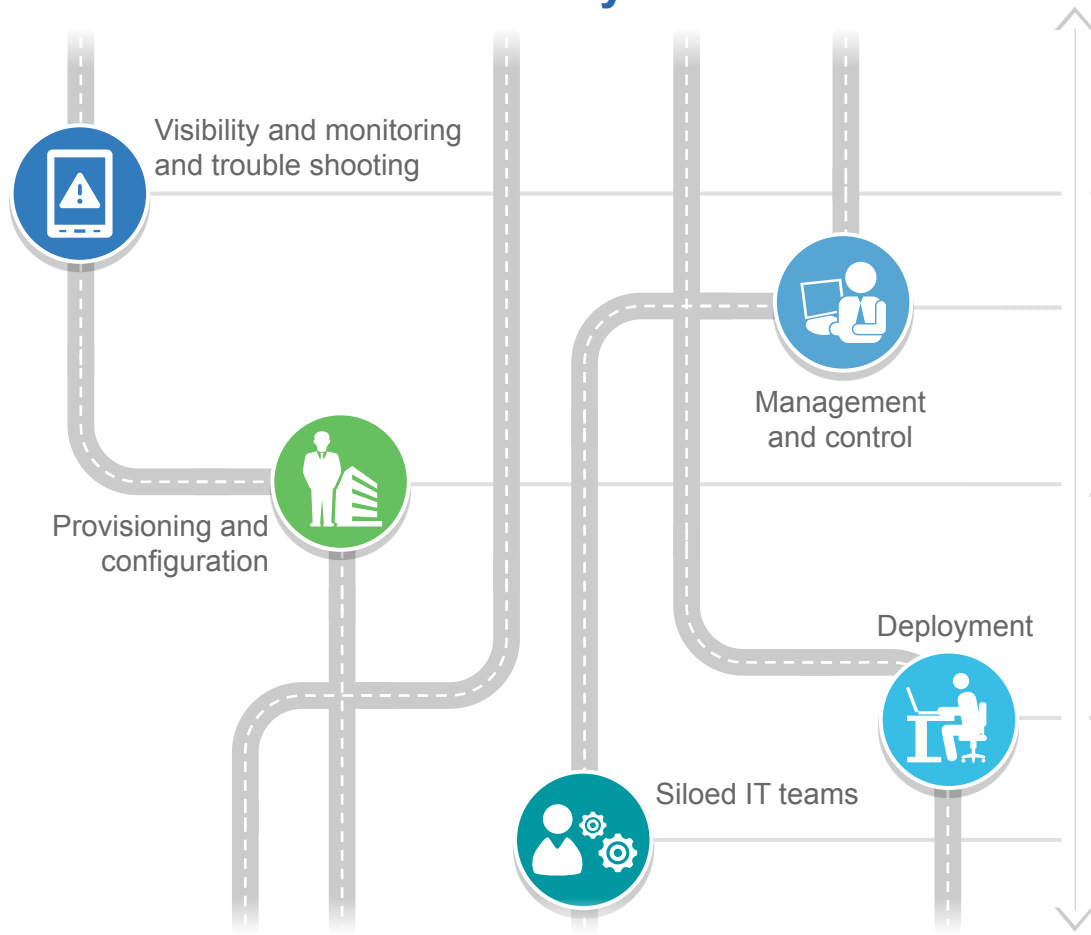 Visibility and monitoring
and trouble shooting
Management
and control
Provisioning and
configuration
Deployment
Siloed IT teams